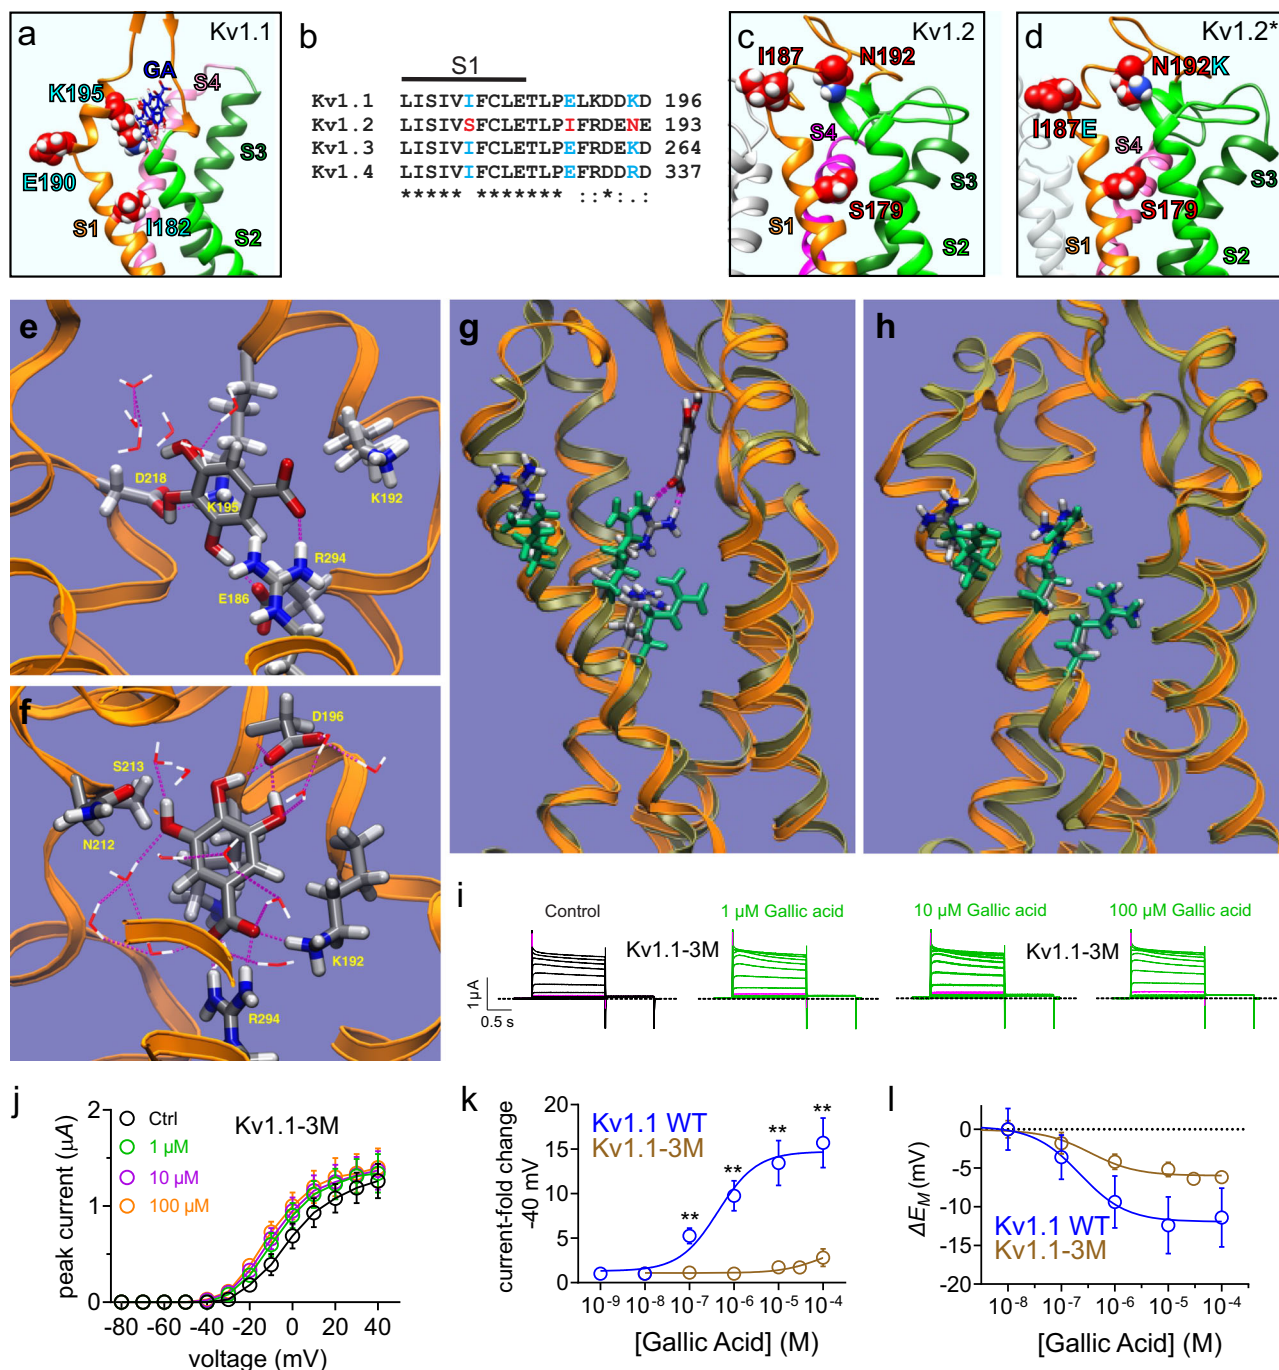 a
Kv1.1
GA
S4
K195
S3
E190
I182
S1
S2
b
S1
Kv1.1 LISIVIFCLETLPELKDDKD 196
Kv1.2 LISIVSFCLETLPIFRDENE 193
Kv1.3 LISIVIFCLETLPEFRDEKD 264
Kv1.4 LISIVIFCLETLPEFRDDRD 337
***** ******* ::*:.:
c
Kv1.2
I187
N192
S4
S3
S179
S1
S2
d
Kv1.2*
N192K
I187E
S4
S3
S179
S1
S2
e
D218
K195
K192
R294
E186
f
D196
S213
N212
K192
R294
g
h
i
Control
1 µM Gallic acid
10 µM Gallic acid
100 µM Gallic acid
Kv1.1-3M
Kv1.1-3M
1 µA
0.5 s
j
Kv1.1-3M
Ctrl
1 µM
10 µM
100 µM
peak current (µA)
2
1
0
-80 -60 -40 -20 0 20 40
voltage (mV)
k
Kv1.1 WT
Kv1.1-3M
current-fold change
-40 mV
20
15
10
5
0
** ** ** **
10-9 10-8 10-7 10-6 10-5 10-4
[Gallic Acid] (M)
l
Kv1.1 WT
Kv1.1-3M
ΔEM (mV)
0
-5
-10
-15
-20
10-8 10-7 10-6 10-5 10-4
[Gallic Acid] (M)